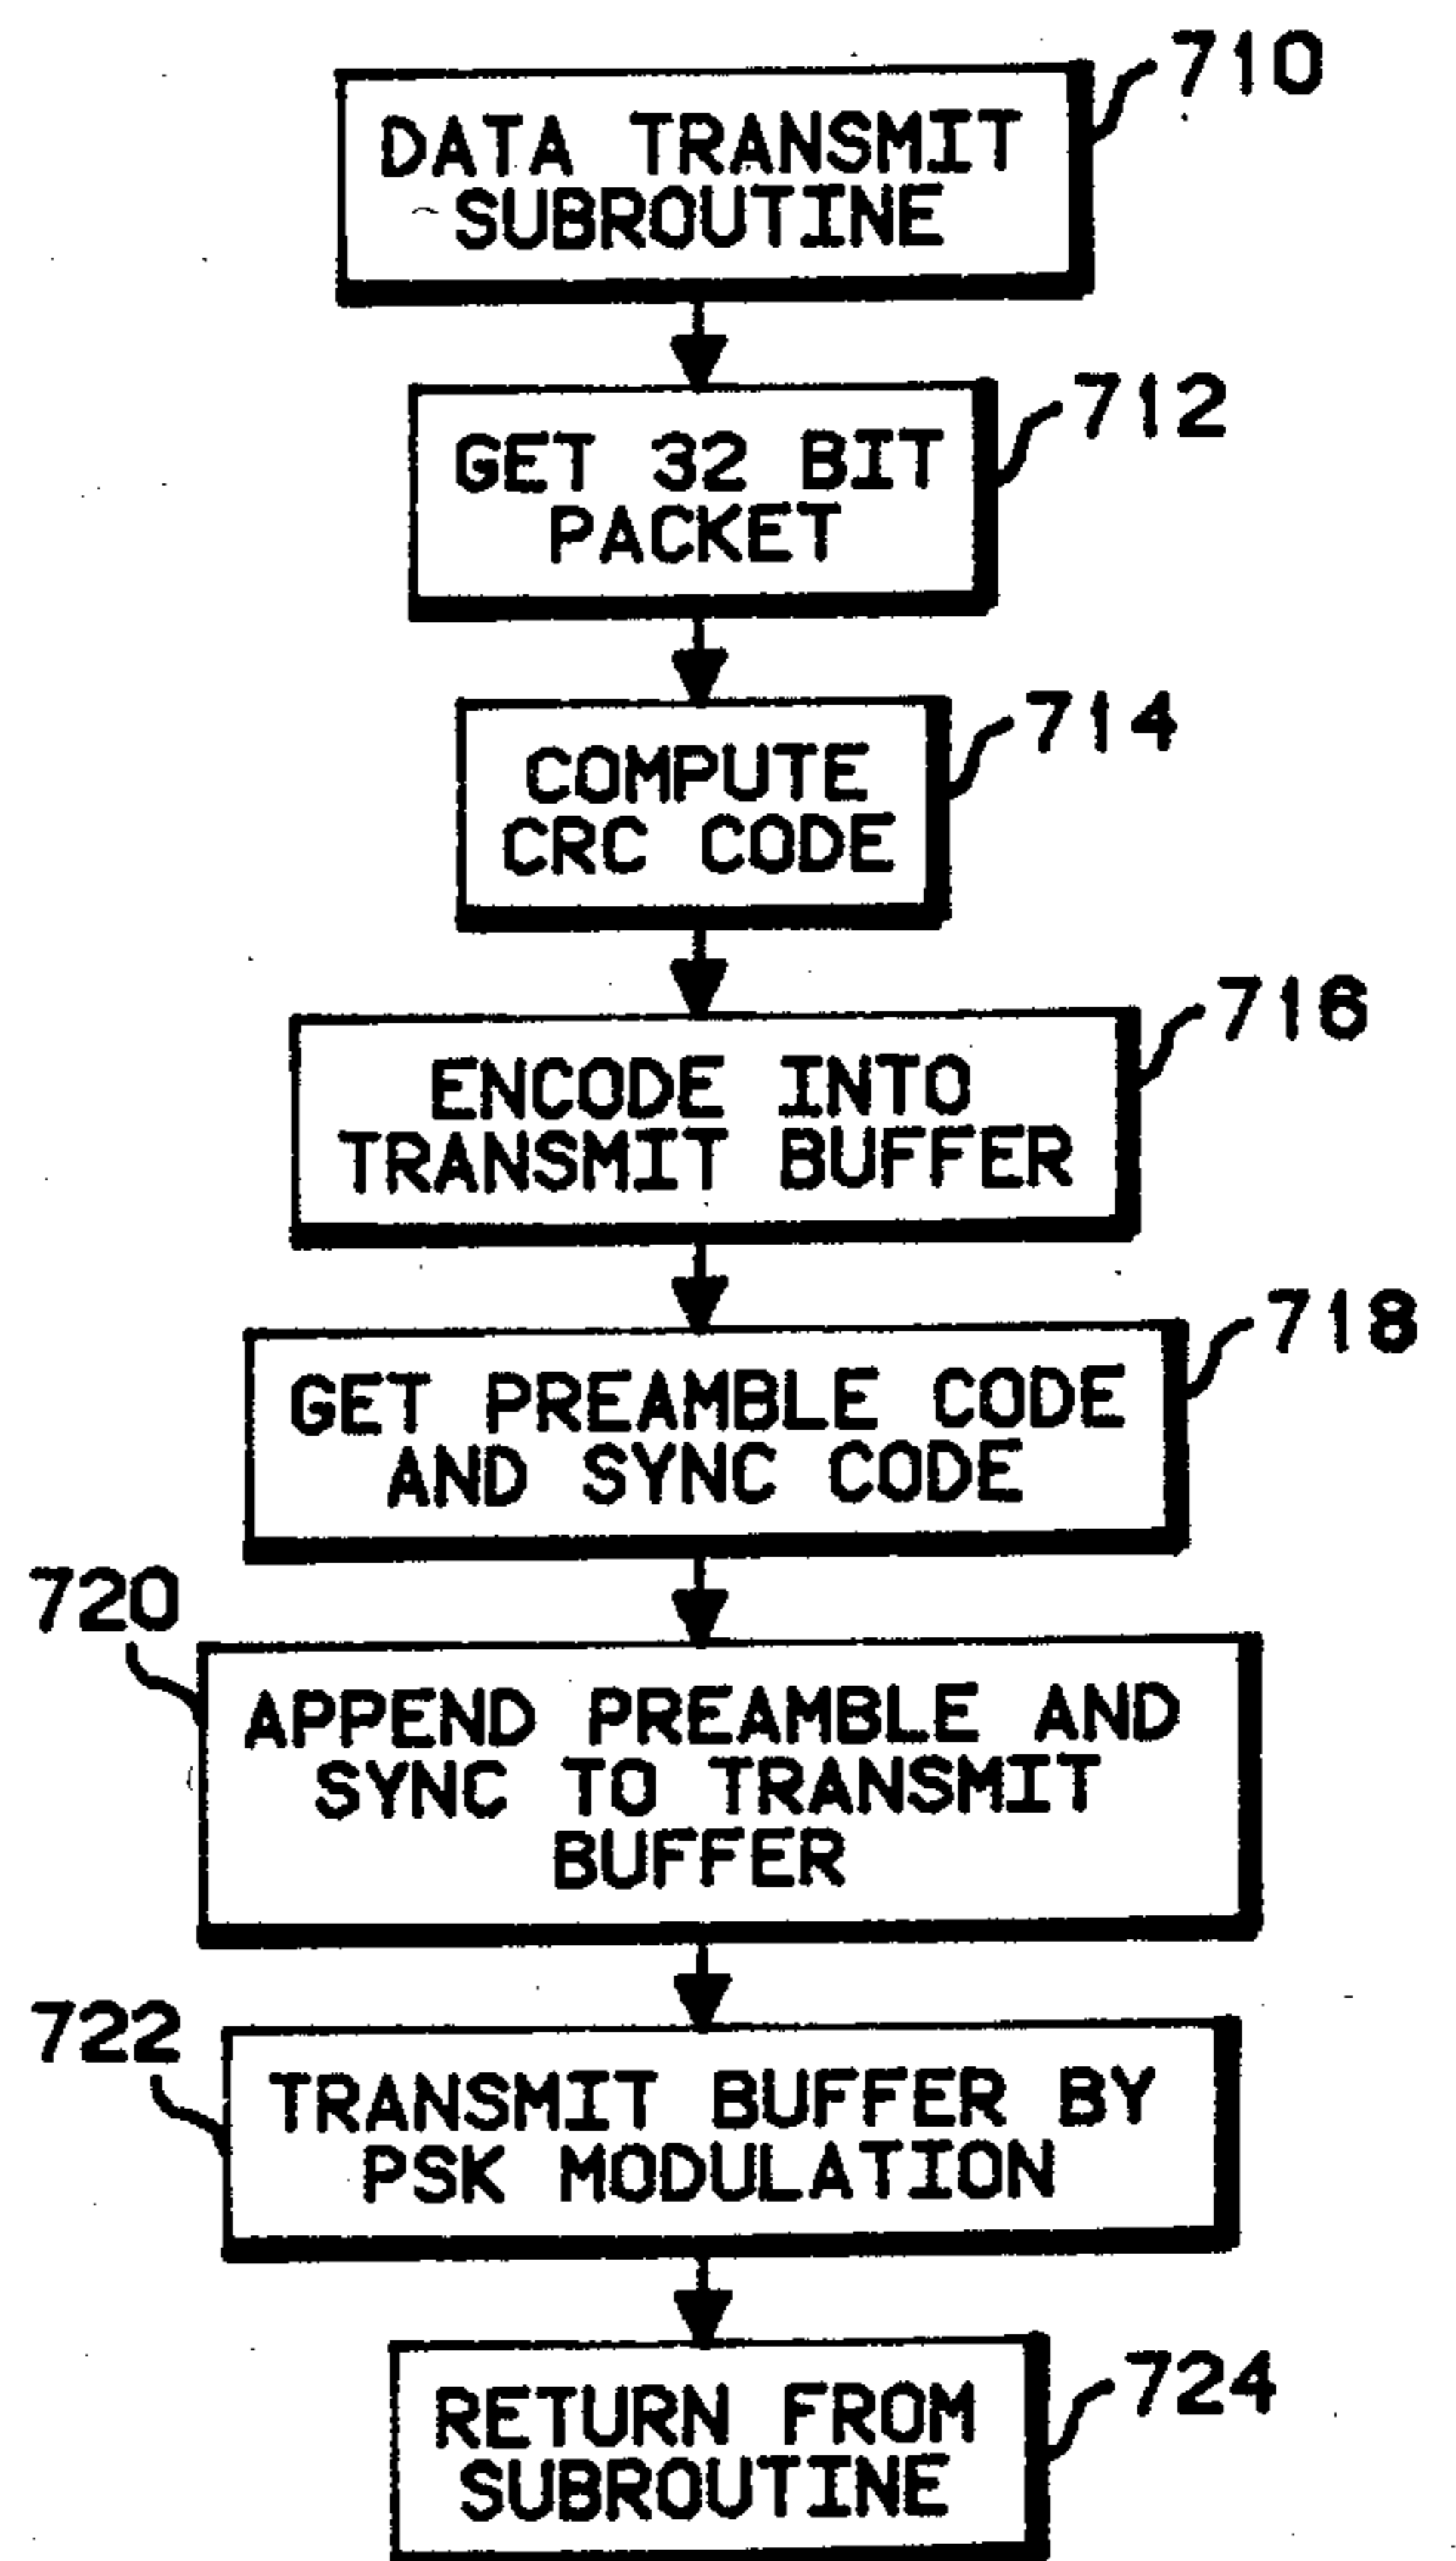 710
DATA TRANSMIT
SUBROUTINE
712
GET 32 BIT
PACKET
714
COMPUTE
CRC CODE
716
ENCODE INTO
TRANSMIT BUFFER
718
GET PREAMBLE CODE
AND SYNC CODE
720
APPEND PREAMBLE AND
SYNC TO TRANSMIT
BUFFER
722
TRANSMIT BUFFER BY
PSK MODULATION
724
RETURN FROM
SUBROUTINE